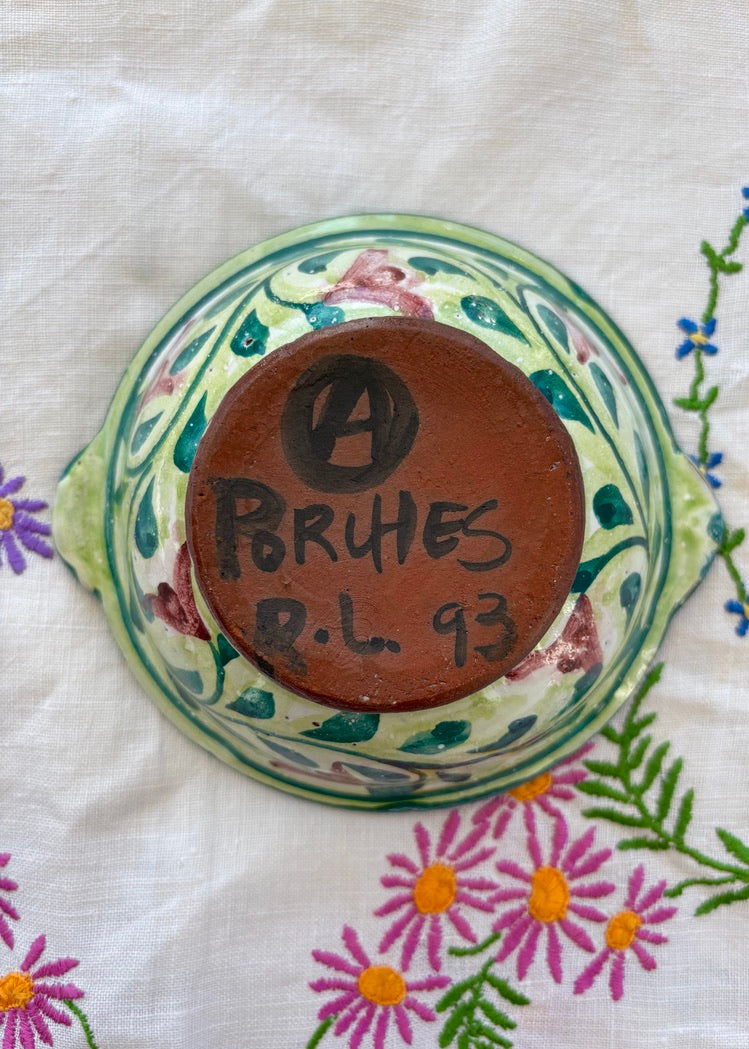 A
PORCHES
R.L. 93